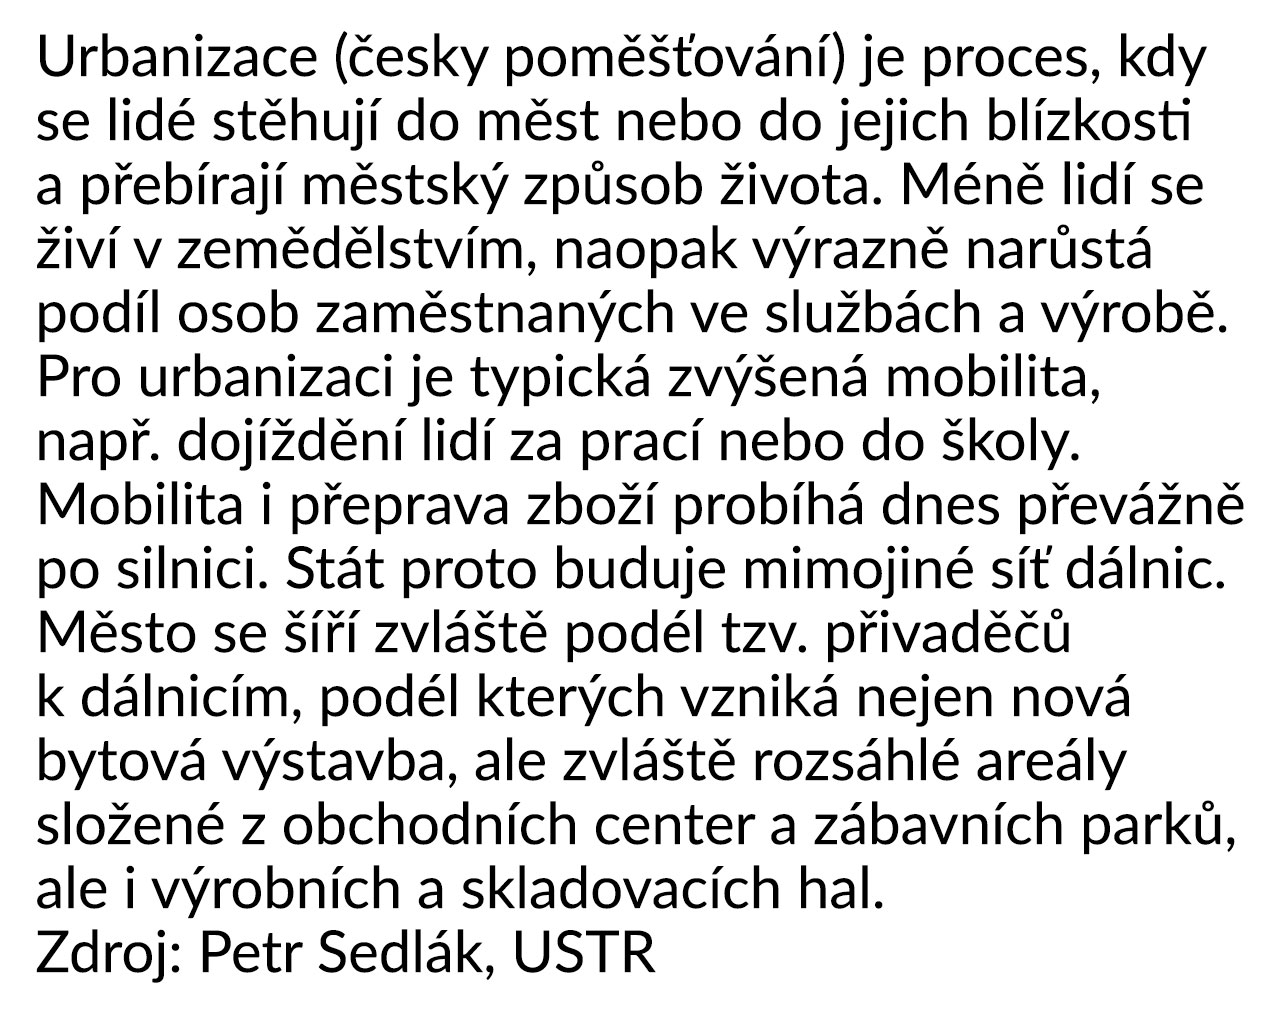 Urbanizace (česky poměšťování) je proces, kdy
se lidé stěhují do měst nebo do jejich blízkosti
a přebírají městský způsob života. Méně lidí se
živí v zemědělstvím, naopak výrazně narůstá
podíl osob zaměstnaných ve službách a výrobě.
Pro urbanizaci je typická zvýšená mobilita,
např. dojíždění lidí za prací nebo do školy.
Mobilita i přeprava zboží probíhá dnes převážně
po silnici. Stát proto buduje mimojiné síť dálnic.
Město se šíří zvláště podél tzv. přivaděčů
k dálnicím, podél kterých vzniká nejen nová
bytová výstavba, ale zvláště rozsáhlé areály
složené z obchodních center a zábavních parků,
ale i výrobních a skladovacích hal.
Zdroj: Petr Sedlák, USTR